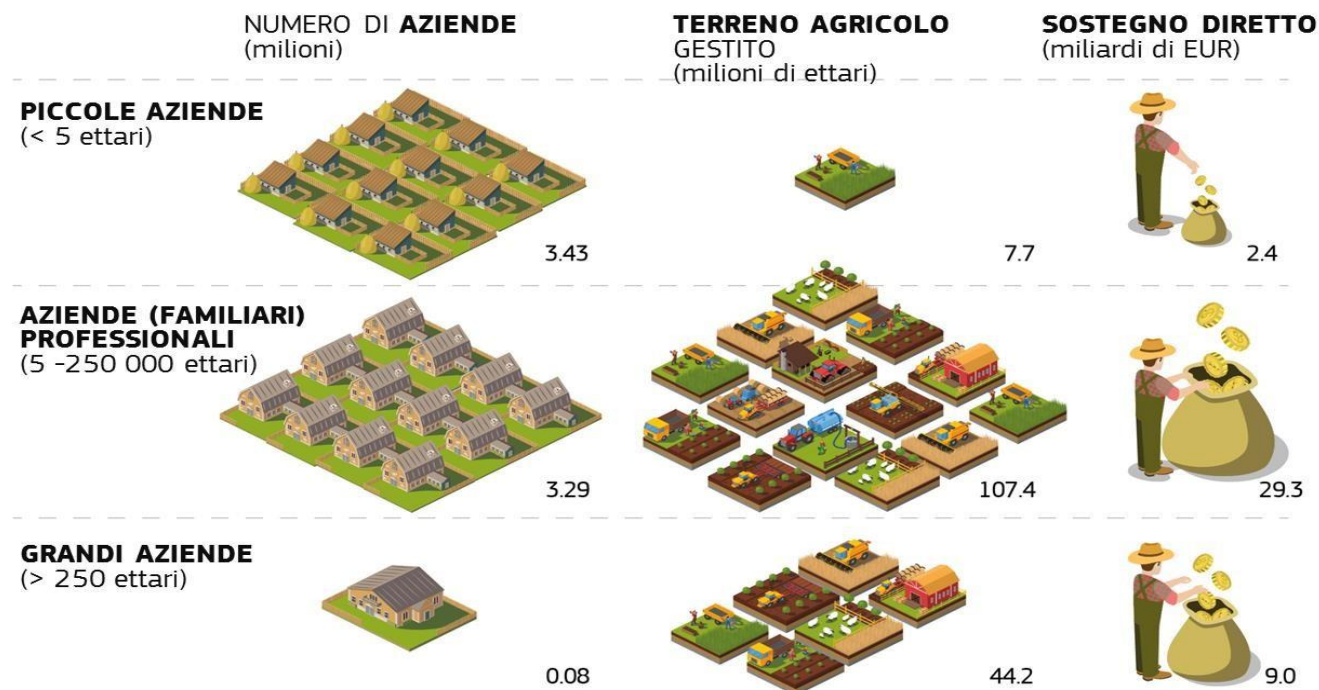 NUMERO DI AZIENDE
(milioni)
TERRENO AGRICOLO
GESTITO
(milioni di ettari)
SOSTEGNO DIRETTO
(miliardi di EUR)
PICCOLE AZIENDE
(< 5 ettari)
3.43
7.7
2.4
AZIENDE (FAMILIARI)
PROFESSIONALI
(5 -250 000 ettari)
3.29
107.4
29.3
GRANDI AZIENDE
(> 250 ettari)
0.08
44.2
9.0